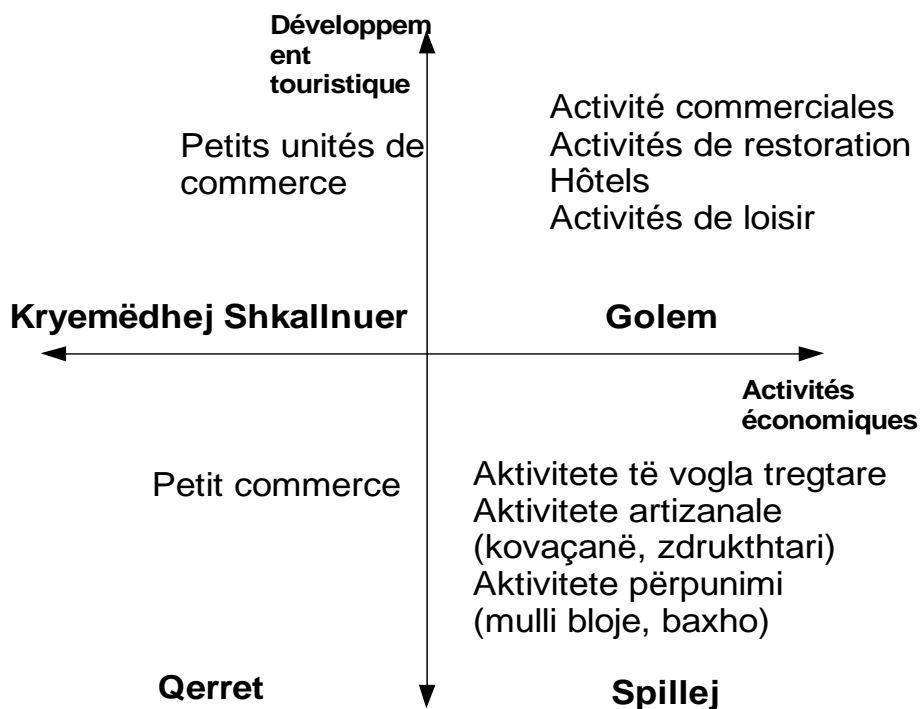 Développem
ent
touristique
Petits unités de
commerce
Activité commerciales
Activités de restoration
Hôtels
Activités de loisir
Kryemëdhej Shkallnuer
Golem
Activités
économiques
Petit commerce
Aktivitete të vogla tregtare
Aktivitete artizanale
(kovaçanë, zdrukthtari)
Aktivitete përpunimi
(mulli bloje, baxho)
Qerret
Spillej